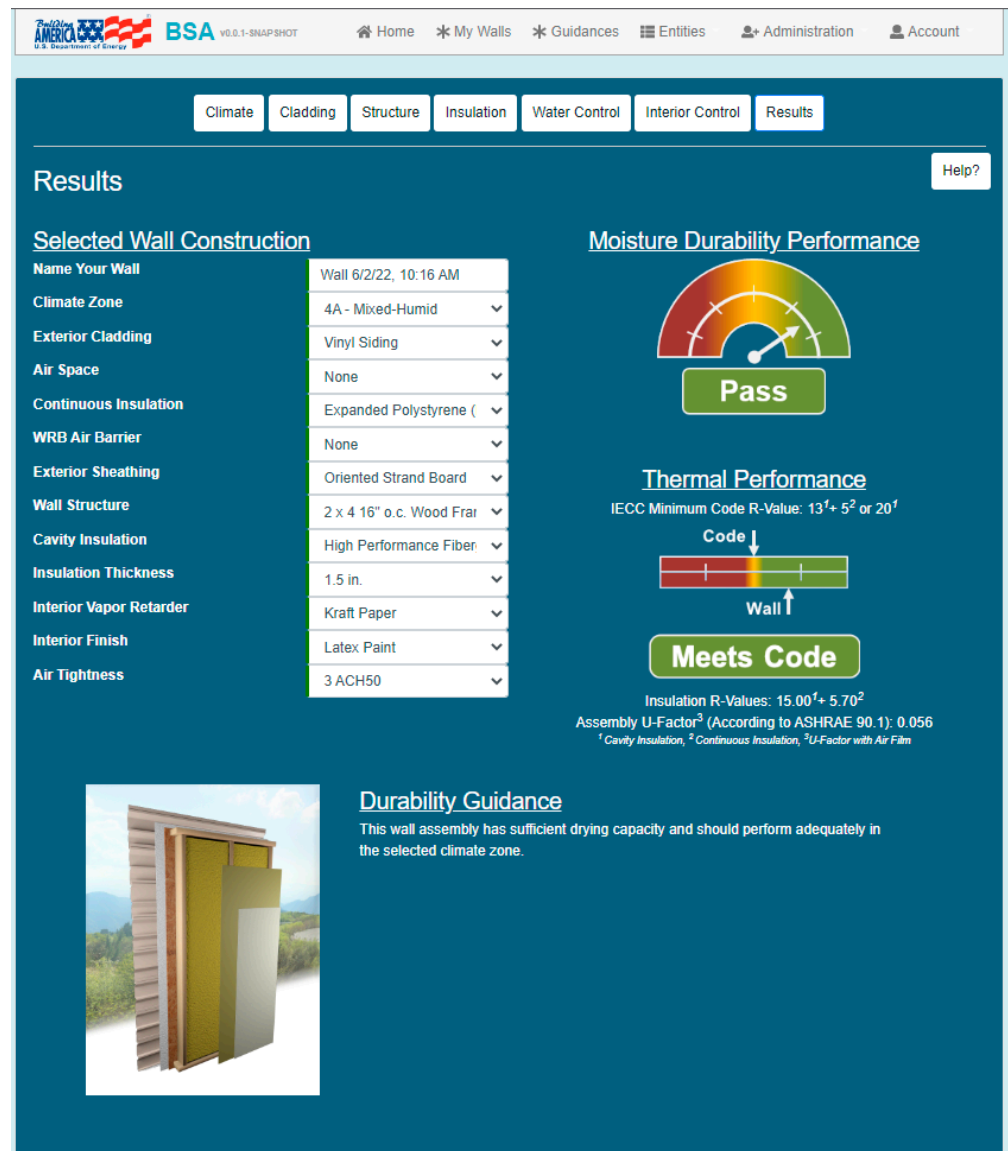 Building
AMERICA
U.S. Department of Energy
BSA v0.0.1-SNAPSHOT
Home
My Walls
Guidances
Entities
Administration
Account
Climate
Cladding
Structure
Insulation
Water Control
Interior Control
Results
Results
Help?
Selected Wall Construction
Name Your Wall
Wall 6/2/22, 10:16 AM
Climate Zone
4A - Mixed-Humid
Exterior Cladding
Vinyl Siding
Air Space
None
Continuous Insulation
Expanded Polystyrene (
WRB Air Barrier
None
Exterior Sheathing
Oriented Strand Board
Wall Structure
2 x 4 16" o.c. Wood Frar
Cavity Insulation
High Performance Fiber
Insulation Thickness
1.5 in.
Interior Vapor Retarder
Kraft Paper
Interior Finish
Latex Paint
Air Tightness
3 ACH50
Moisture Durability Performance
Pass
Thermal Performance
IECC Minimum Code R-Value: 13¹+ 5² or 20¹
Code
Wall
Meets Code
Insulation R-Values: 15.00¹+ 5.70²
Assembly U-Factor³ (According to ASHRAE 90.1): 0.056
¹ Cavity Insulation, ² Continuous Insulation, ³U-Factor with Air Film
Durability Guidance
This wall assembly has sufficient drying capacity and should perform adequately in
the selected climate zone.